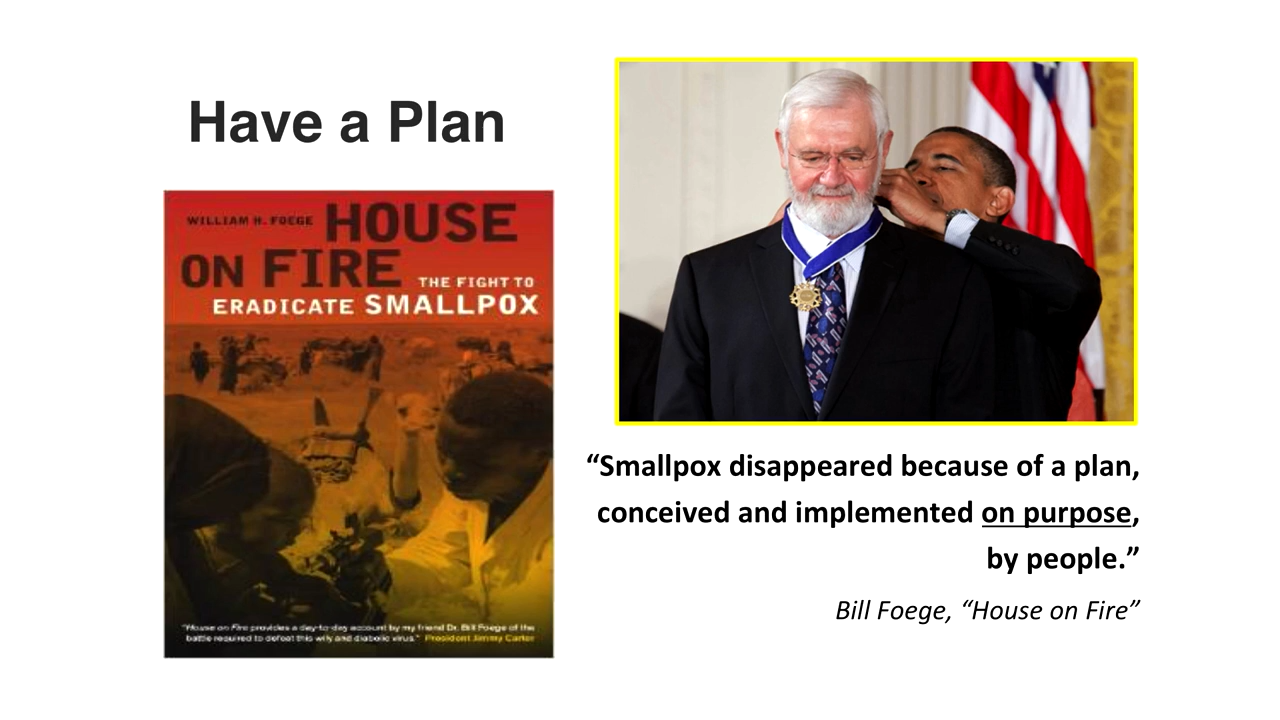 Have a Plan
WILLIAM H. FOEGE HOUSE
ON FIRE THE FIGHT TO
ERADICATE SMALLPOX
"House on Fire provides a day-to-day account by my friend Dr. Bill Foege of the
battle required to defeat this wily and diabolic virus." President Jimmy Carter
“Smallpox disappeared because of a plan,
conceived and implemented on purpose,
by people.”
Bill Foege, “House on Fire”